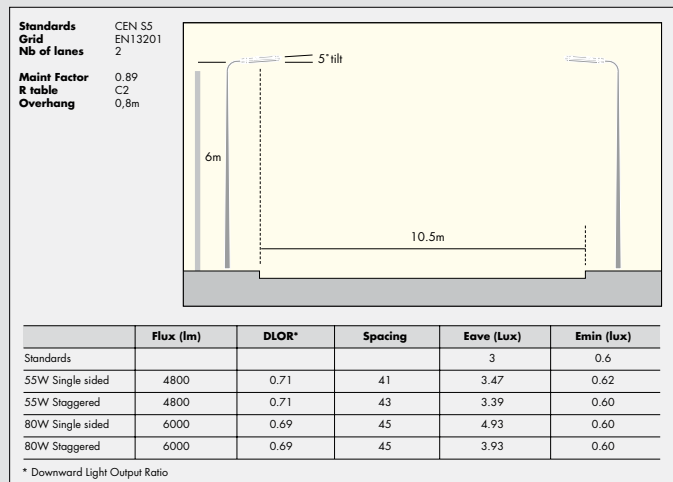 Standards CEN S5
Grid EN13201
Nb of lanes 2
Maint Factor 0.89
R table C2
Overhang 0,8m
5° tilt
6m
10.5m
Flux (lm) DLOR* Spacing Eave (Lux) Emin (lux)
Standards 3 0.6
55W Single sided 4800 0.71 41 3.47 0.62
55W Staggered 4800 0.71 43 3.39 0.60
80W Single sided 6000 0.69 45 4.93 0.60
80W Staggered 6000 0.69 45 3.93 0.60
* Downward Light Output Ratio